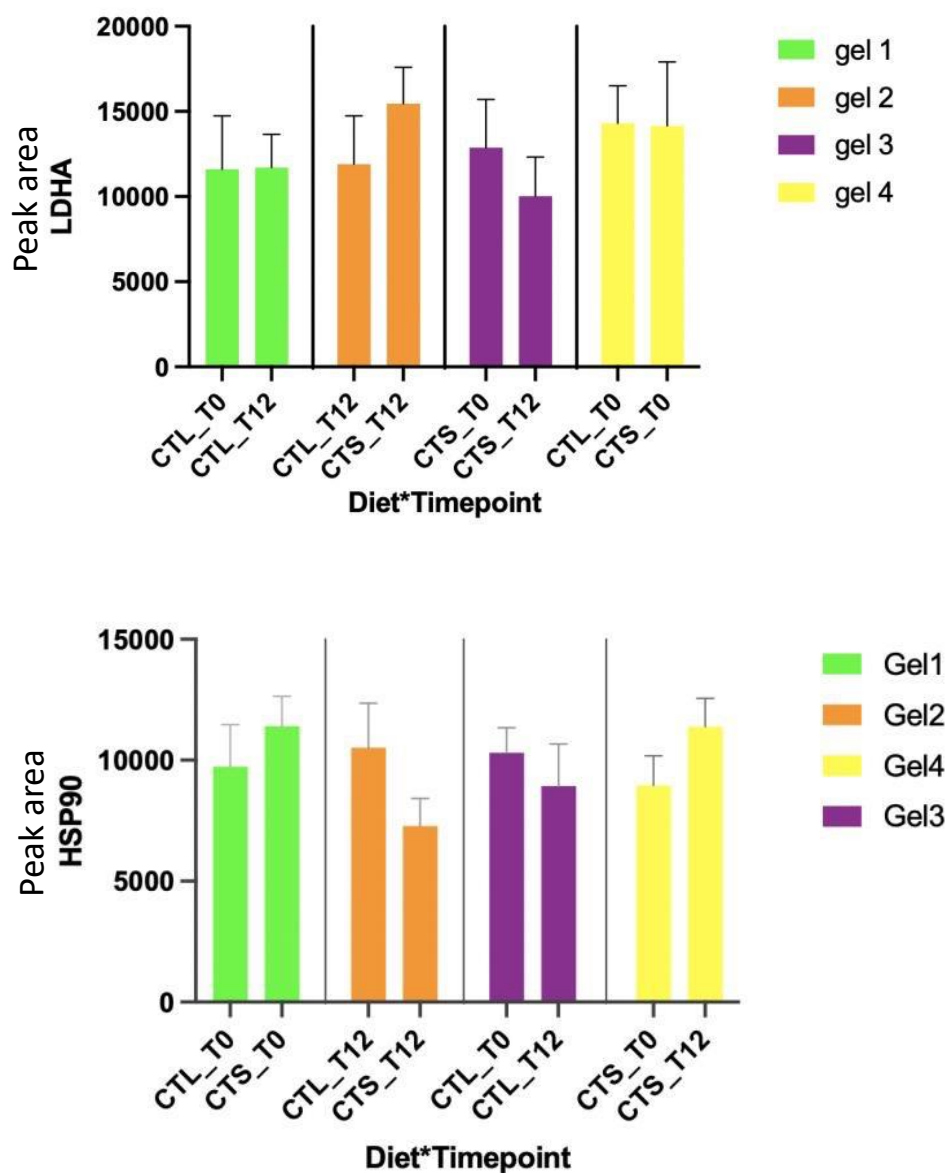 20000
15000
10000
5000
0
Peak area
LDHA
CTL_T0
CTL_T12
CTL_T12
CTS_T12
CTS_T0
CTS_T12
CTL_T0
CTS_T0
Diet*Timepoint
gel 1
gel 2
gel 3
gel 4
15000
10000
5000
0
Peak area
HSP90
CTL_T0
CTS_T0
CTL_T12
CTS_T12
CTL_T0
CTL_T12
CTS_T0
CTS_T12
Diet*Timepoint
Gel1
Gel2
Gel4
Gel3